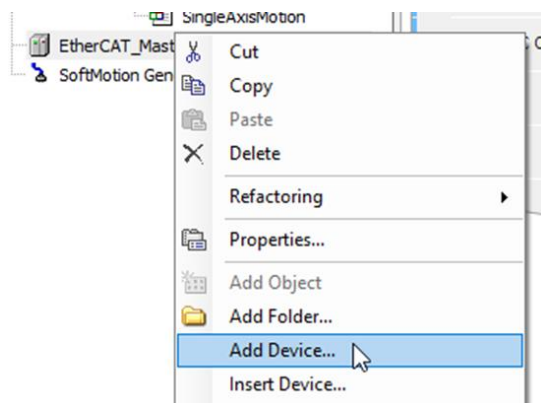 SingleAxisMotion
EtherCAT_Mast
SoftMotion Gen
Cut
Copy
Paste
Delete
Refactoring
Properties...
Add Object
Add Folder...
Add Device...
Insert Device...